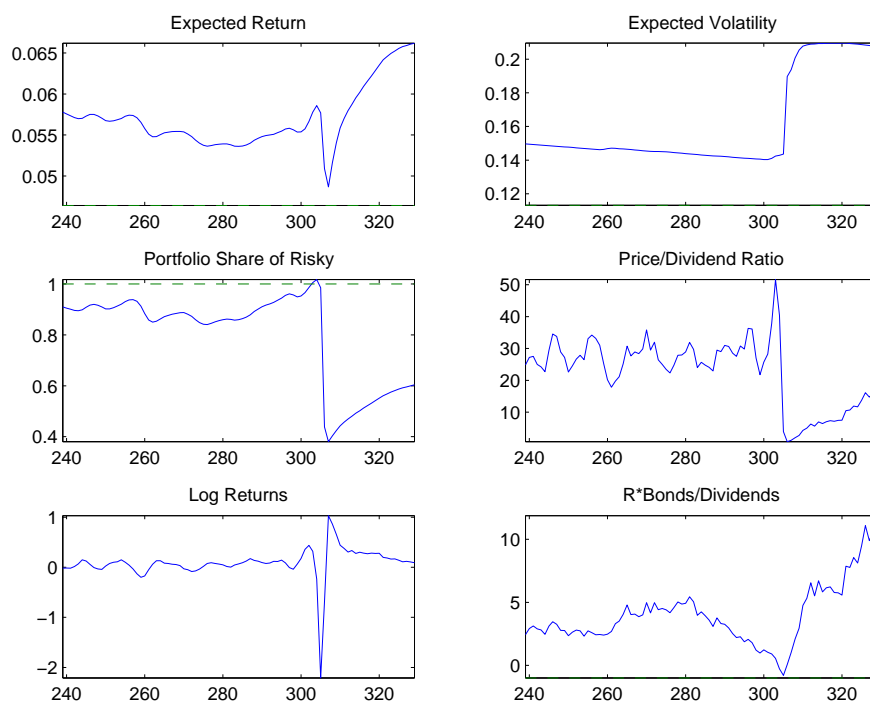 Expected Return
0.065
0.06
0.055
0.05
240 260 280 300 320
Expected Volatility
0.2
0.18
0.16
0.14
0.12
240 260 280 300 320
Portfolio Share of Risky
1
0.8
0.6
0.4
240 260 280 300 320
Price/Dividend Ratio
50
40
30
20
10
240 260 280 300 320
Log Returns
1
0
−1
−2
240 260 280 300 320
R*Bonds/Dividends
10
5
0
240 260 280 300 320